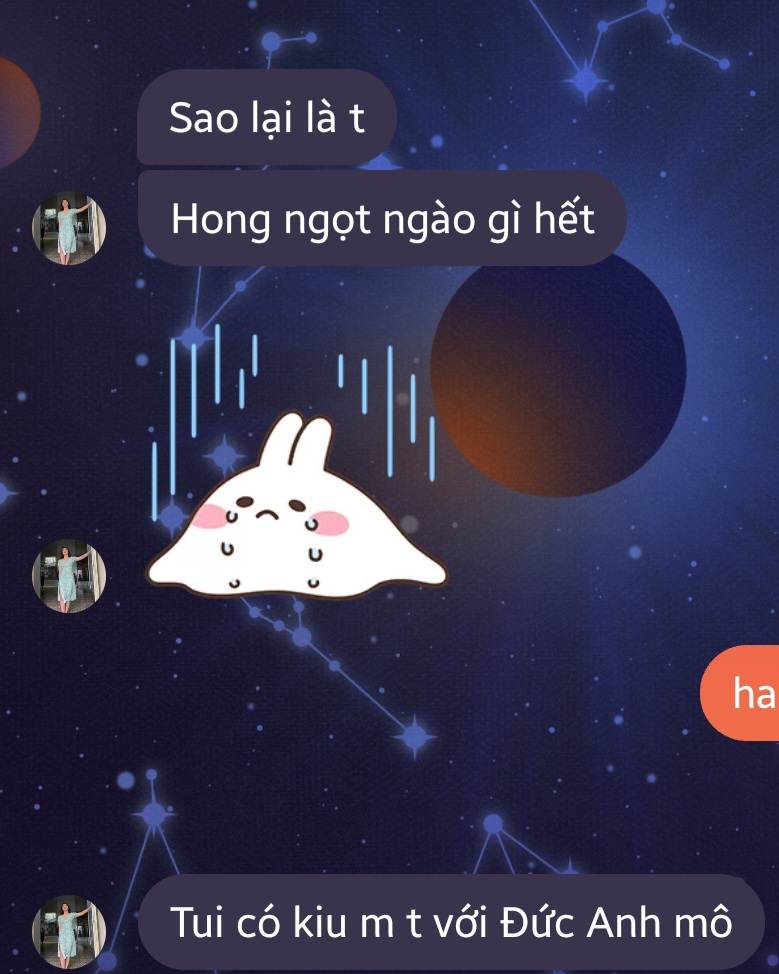 Sao lại là t
Hong ngọt ngào gì hết
ha
Tui có kiu m t với Đức Anh mô